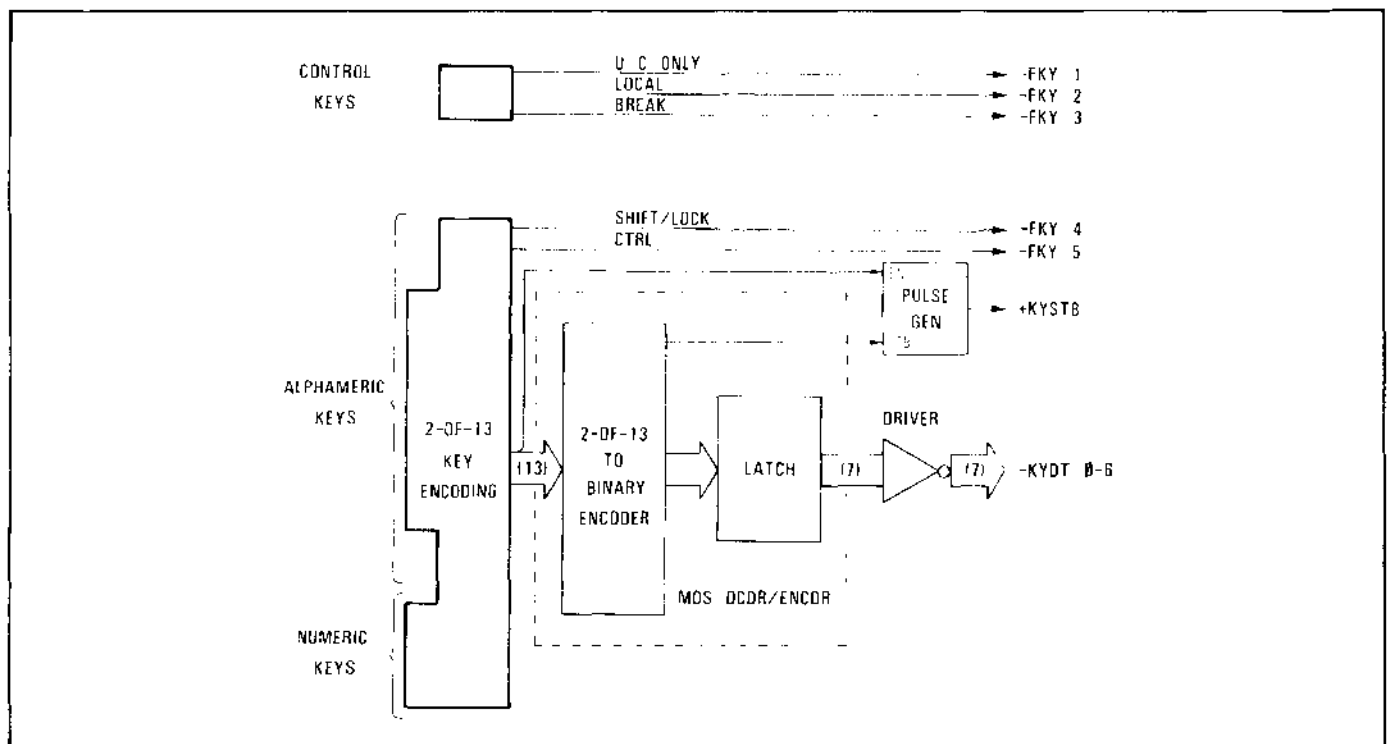 CONTROL
KEYS
U C ONLY
LOCAL
BREAK
-FKY 1
-FKY 2
-FKY 3
SHIFT/LOCK
CTRL
-FKY 4
-FKY 5
PULSE
GEN
+KYSTB
ALPHAMERIC
KEYS
2-OF-13
KEY
ENCODING
(13)
2-OF-13
TO
BINARY
ENCODER
LATCH
(7)
DRIVER
(7)
-KYDT Ø-6
MOS DCDR/ENCDR
NUMERIC
KEYS